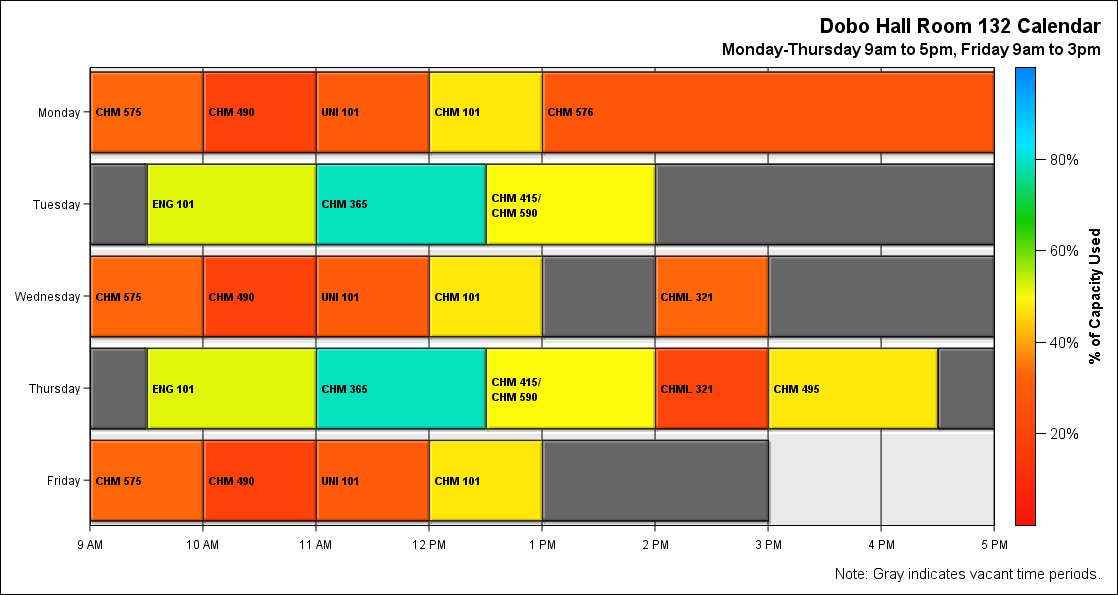 Dobo Hall Room 132 Calendar
Monday-Thursday 9am to 5pm, Friday 9am to 3pm
Monday
CHM 575
CHM 490
UNI 101
CHM 101
CHM 576
Tuesday
ENG 101
CHM 365
CHM 415/
CHM 590
Wednesday
CHM 575
CHM 490
UNI 101
CHM 101
CHML 321
Thursday
ENG 101
CHM 365
CHM 415/
CHM 590
CHML 321
CHM 495
Friday
CHM 575
CHM 490
UNI 101
CHM 101
9 AM
10 AM
11 AM
12 PM
1 PM
2 PM
3 PM
4 PM
5 PM
80%
60%
40%
20%
% of Capacity Used
Note: Gray indicates vacant time periods.